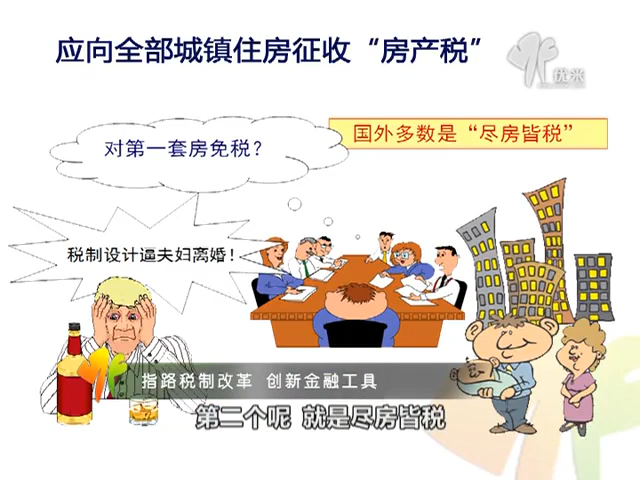 应向全部城镇住房征收“房产税”
优米
国外多数是“尽房皆税”
对第一套房免税?
税制设计逼夫妇离婚!
指路税制改革 创新金融工具
第二个呢 就是尽房皆税